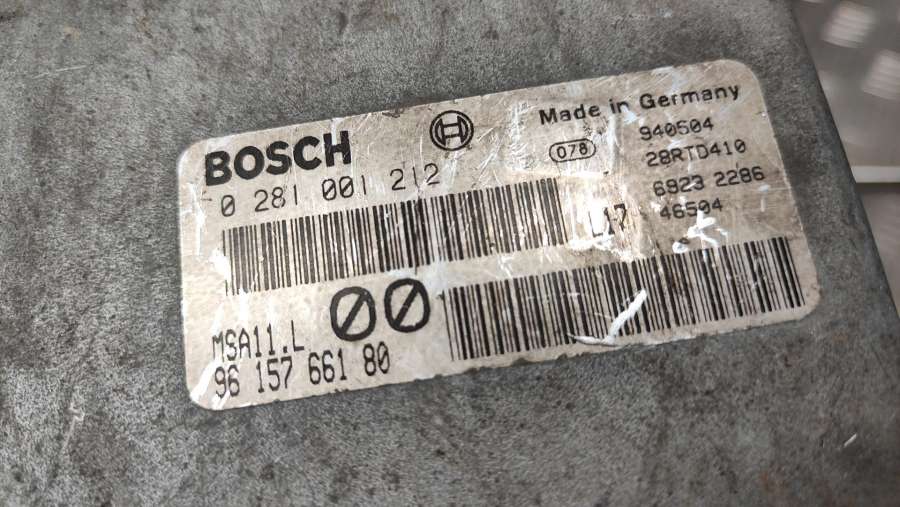 BOSCH
Made in Germany
0 281 001 212
078
940504
28RTD410
6923 2286
L17
46504
00
MSA11.L
96 157 661 80